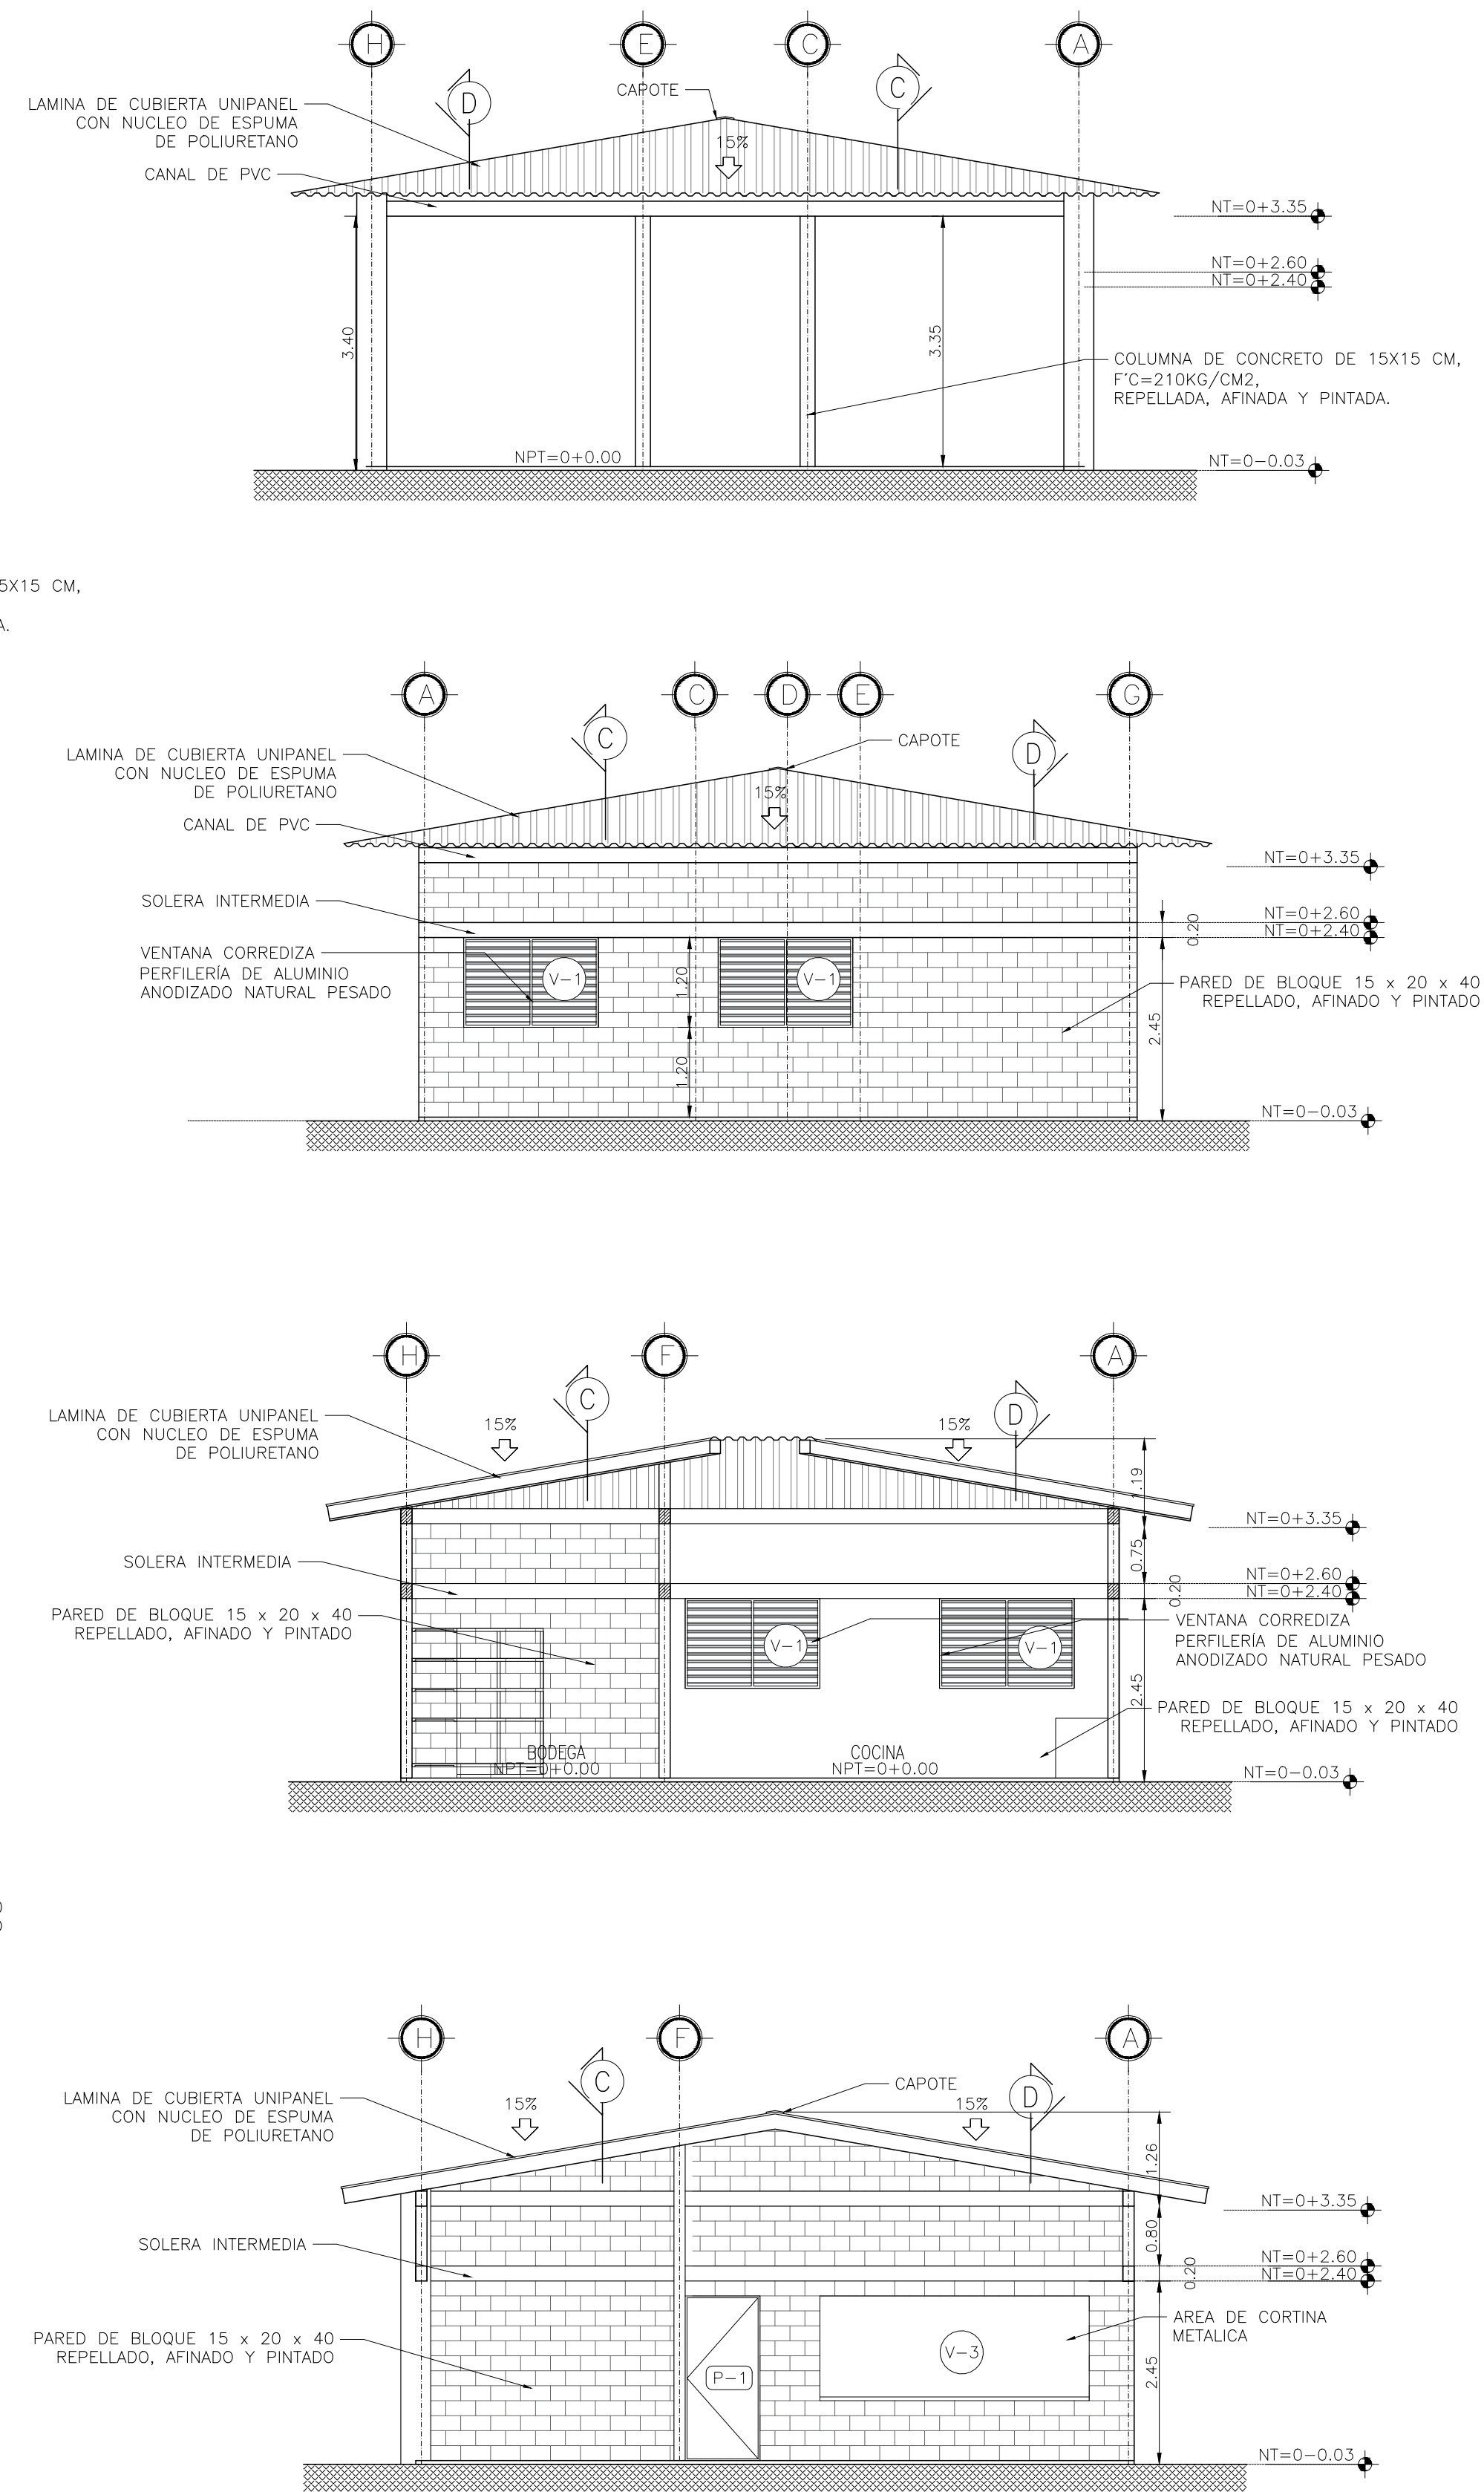 H
E
C
A
D
C
CAPOTE
LAMINA DE CUBIERTA UNIPANEL
CON NUCLEO DE ESPUMA
DE POLIURETANO
15%
CANAL DE PVC
NT=0+3.35
NT=0+2.60
NT=0+2.40
3.40
3.35
COLUMNA DE CONCRETO DE 15X15 CM,
F'C=210KG/CM2,
REPELLADA, AFINADA Y PINTADA.
NPT=0+0.00
NT=0-0.03
5X15 CM,
A.
A
C
D
E
G
C
D
CAPOTE
LAMINA DE CUBIERTA UNIPANEL
CON NUCLEO DE ESPUMA
DE POLIURETANO
15%
CANAL DE PVC
NT=0+3.35
SOLERA INTERMEDIA
NT=0+2.60
NT=0+2.40
0.20
VENTANA CORREDIZA
PERFILERÍA DE ALUMINIO
ANODIZADO NATURAL PESADO
V-1
V-1
1.20
1.20
PARED DE BLOQUE 15 x 20 x 40
REPELLADO, AFINADO Y PINTADO
2.45
NT=0-0.03
H
F
A
C
D
LAMINA DE CUBIERTA UNIPANEL
CON NUCLEO DE ESPUMA
DE POLIURETANO
15%
15%
1.19
NT=0+3.35
0.75
SOLERA INTERMEDIA
NT=0+2.60
NT=0+2.40
0.20
PARED DE BLOQUE 15 x 20 x 40
REPELLADO, AFINADO Y PINTADO
V-1
V-1
VENTANA CORREDIZA
PERFILERÍA DE ALUMINIO
ANODIZADO NATURAL PESADO
2.45
PARED DE BLOQUE 15 x 20 x 40
REPELLADO, AFINADO Y PINTADO
BODEGA
NPT=0+0.00
COCINA
NPT=0+0.00
NT=0-0.03
H
F
A
C
D
CAPOTE
LAMINA DE CUBIERTA UNIPANEL
CON NUCLEO DE ESPUMA
DE POLIURETANO
15%
15%
1.26
NT=0+3.35
0.80
SOLERA INTERMEDIA
NT=0+2.60
NT=0+2.40
0.20
AREA DE CORTINA
METALICA
PARED DE BLOQUE 15 x 20 x 40
REPELLADO, AFINADO Y PINTADO
V-3
P-1
2.45
NT=0-0.03